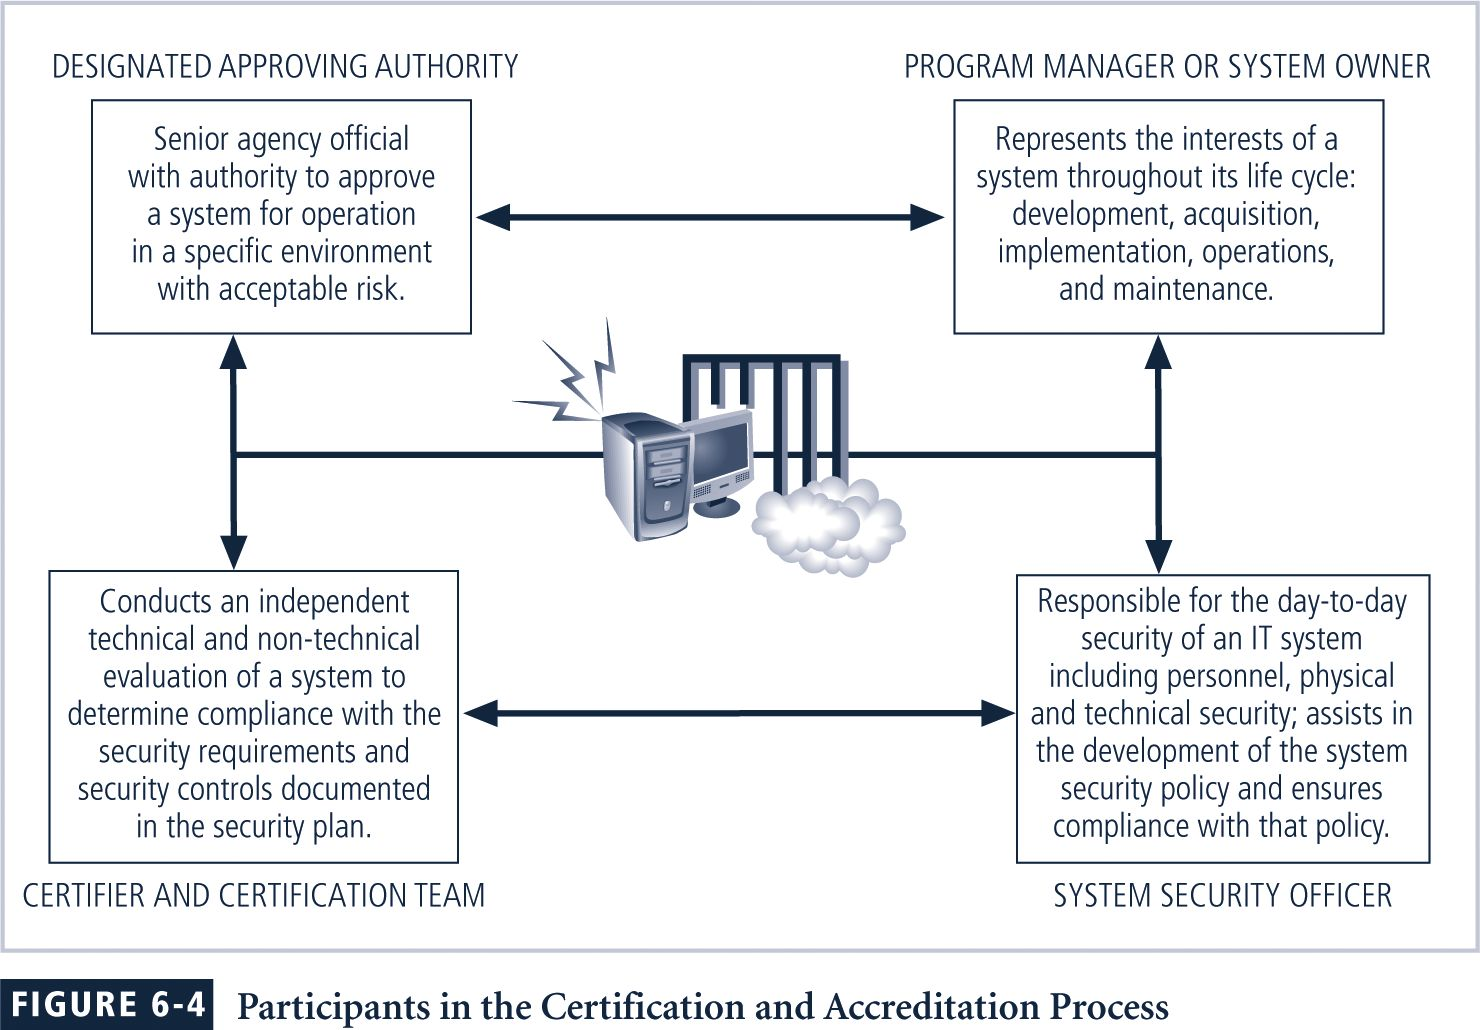 DESIGNATED APPROVING AUTHORITY
Senior agency official
with authority to approve
a system for operation
in a specific environment
with acceptable risk.
PROGRAM MANAGER OR SYSTEM OWNER
Represents the interests of a
system throughout its life cycle:
development, acquisition,
implementation, operations,
and maintenance.
Conducts an independent
technical and non-technical
evaluation of a system to
determine compliance with the
security requirements and
security controls documented
in the security plan.
CERTIFIER AND CERTIFICATION TEAM
Responsible for the day-to-day
security of an IT system
including personnel, physical
and technical security; assists in
the development of the system
security policy and ensures
compliance with that policy.
SYSTEM SECURITY OFFICER
FIGURE 6-4 Participants in the Certification and Accreditation Process